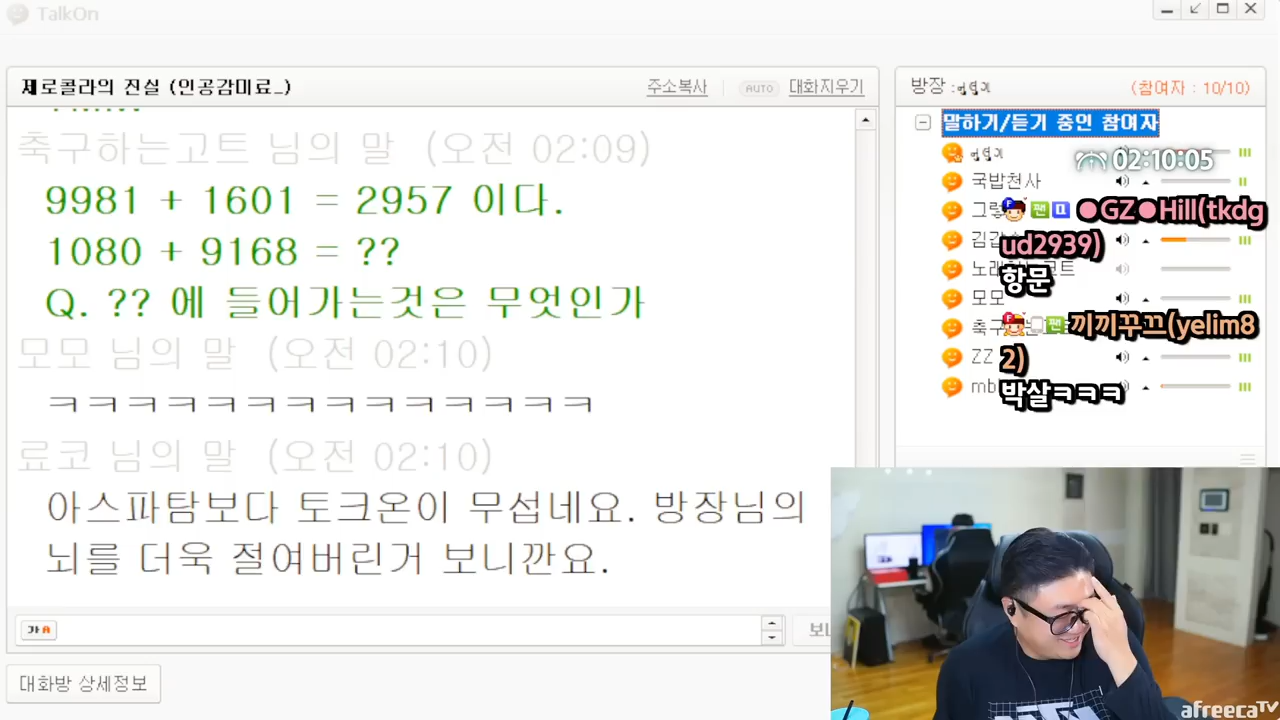 TalkOn
제로콜라의 진실 (인공감미료_)
주소복사
AUTO
대화지우기
축구하는고트 님의 말 (오전 02:09)
9981 + 1601 = 2957 이다.
1080 + 9168 = ??
Q. ?? 에 들어가는것은 무엇인가
모모 님의 말 (오전 02:10)
ㅋㅋㅋㅋㅋㅋㅋㅋㅋㅋㅋㅋㅋㅋ
료코 님의 말 (오전 02:10)
아스파탐보다 토크온이 무섭네요. 방장님의
뇌를 더욱 절여버린거 보니깐요.
가A
대화방 상세정보
방장 :
(참여자 : 10/10)
말하기/듣기 중인 참여자
02:10:05
국밥천사
그렇
모모
ZZ
mb
F 팬 ●GZ●Hill(tkdg
ud2939)
항문
F 팬 끼끼꾸끄(yelim8
2)
박살ㅋㅋㅋ
afreecaTV